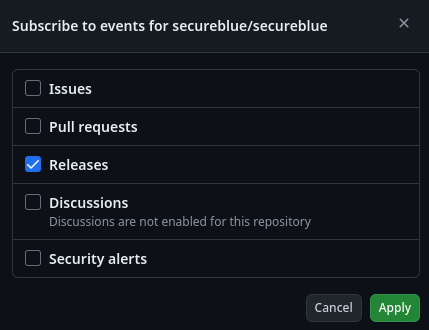 Subscribe to events for secureblue/secureblue
Issues
Pull requests
Releases
Discussions
Discussions are not enabled for this repository
Security alerts
Cancel Apply